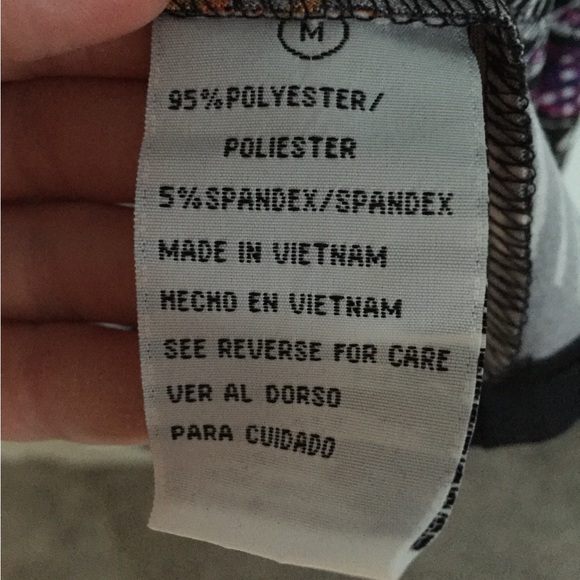 M
95%POLYESTER/
POLIESTER
5%SPANDEX/SPANDEX
MADE IN VIETNAM
HECHO EN VIETNAM
SEE REVERSE FOR CARE
VER AL DORSO
PARA CUIDADO